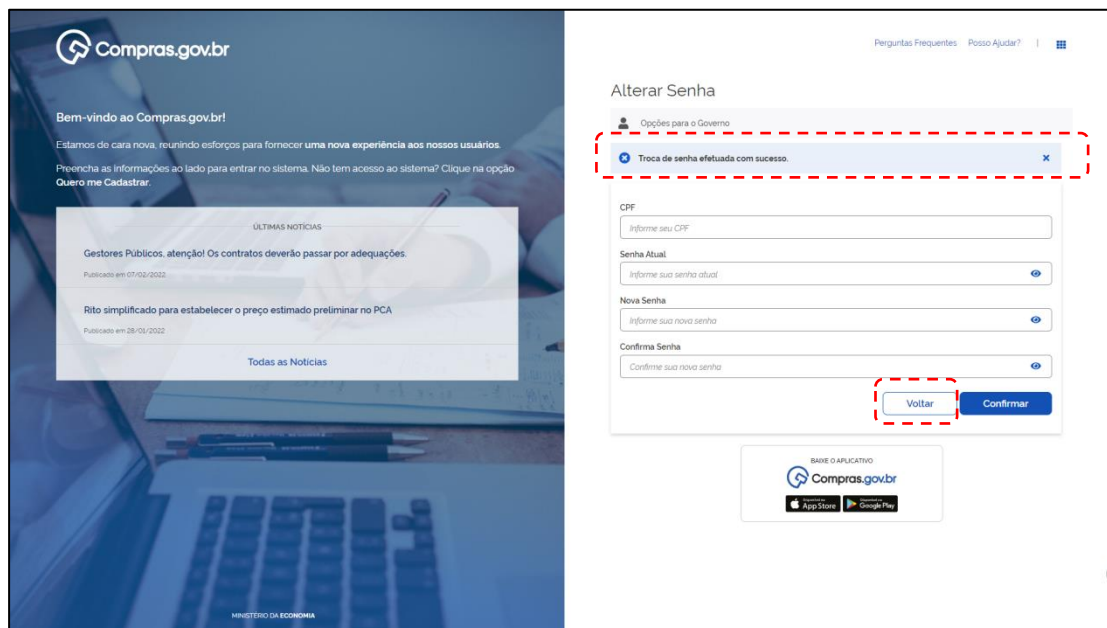 Compras.gov.br
Bem-vindo ao Compras.gov.br!
Estamos de cara nova, reunindo esforços para fornecer uma nova experiência aos nossos usuários.
Preencha as informações ao lado para entrar no sistema. Não tem acesso ao sistema? Clique na opção
Quero me Cadastrar.
ÚLTIMAS NOTÍCIAS
Gestores Públicos, atenção! Os contratos deverão passar por adequações.
Publicado em 07/02/2022
Rito simplificado para estabelecer o preço estimado preliminar no PCA
Publicado em 28/01/2022
Todas as Notícias
MINISTÉRIO DA ECONOMIA
Perguntas Frequentes Posso Ajudar? |
Alterar Senha
Opções para o Governo
Troca de senha efetuada com sucesso.
CPF
Informe seu CPF
Senha Atual
Informe sua senha atual
Nova Senha
Informe sua nova senha
Confirma Senha
Confirme sua nova senha
Voltar Confirmar
BAIXE O APLICATIVO
Compras.gov.br
App Store Google Play